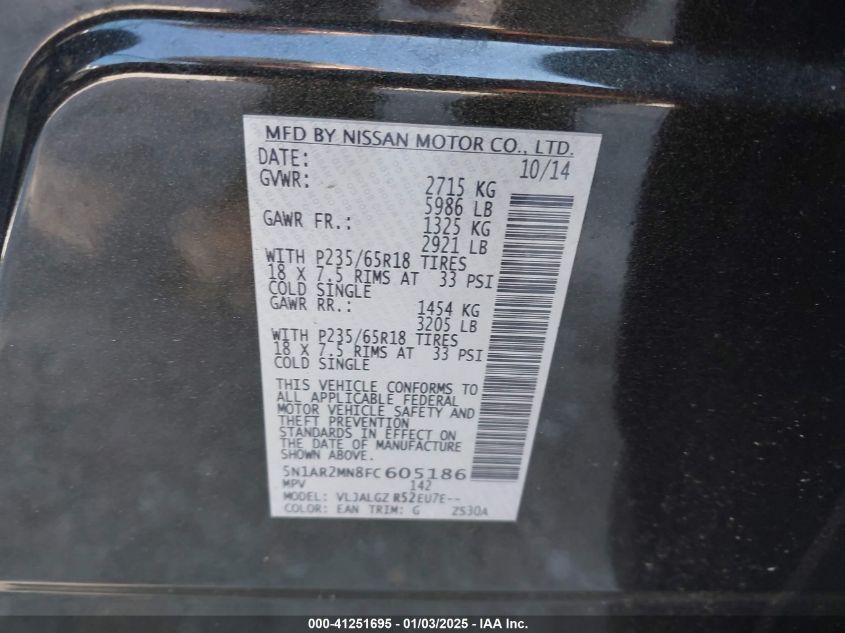 MFD BY NISSAN MOTOR CO., LTD.
DATE: 10/14
GVWR: 2715 KG
5986 LB
GAWR FR.: 1325 KG
2921 LB
WITH P235/65R18 TIRES
18 X 7.5 RIMS AT 33 PSI
COLD SINGLE
GAWR RR.: 1454 KG
3205 LB
WITH P235/65R18 TIRES
18 X 7.5 RIMS AT 33 PSI
COLD SINGLE
THIS VEHICLE CONFORMS TO
ALL APPLICABLE FEDERAL
MOTOR VEHICLE SAFETY AND
THEFT PREVENTION
STANDARDS IN EFFECT ON
THE DATE OF MANUFACTURE
SHOWN ABOVE.
5N1AR2MN8FC605186
MPV 142
MODEL: VLJALGZ R52EU7E--
COLOR: EAN TRIM: G ZS30A
000-41251695 - 01/03/2025 - IAA Inc.